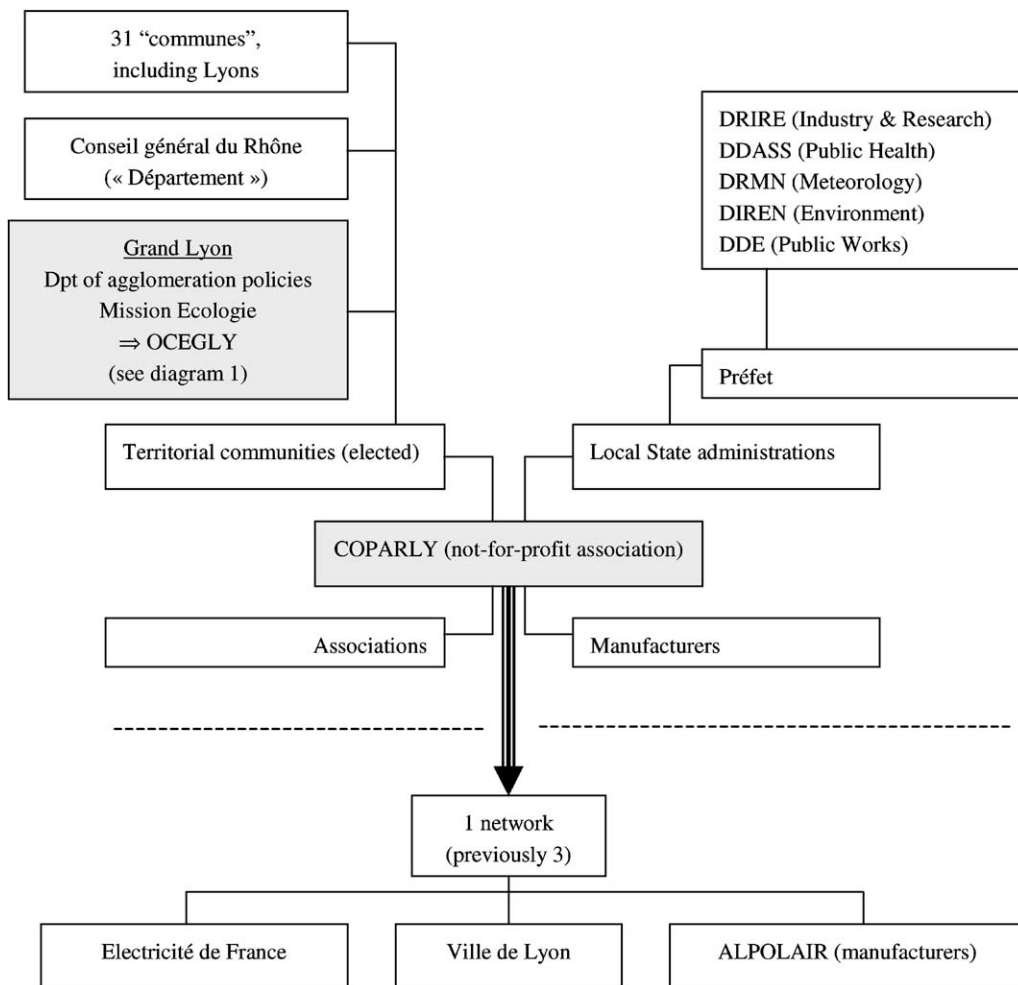 31 “communes”,
including Lyons
Conseil général du Rhône
(« Département »)
Grand Lyon
Dpt of agglomeration policies
Mission Ecologie
⇒ OCEGLY
(see diagram 1)
DRIRE (Industry & Research)
DDASS (Public Health)
DRMN (Meteorology)
DIREN (Environment)
DDE (Public Works)
Préfet
Territorial communities (elected)
Local State administrations
COPARLY (not-for-profit association)
Associations
Manufacturers
1 network
(previously 3)
Electricité de France
Ville de Lyon
ALPOLAIR (manufacturers)